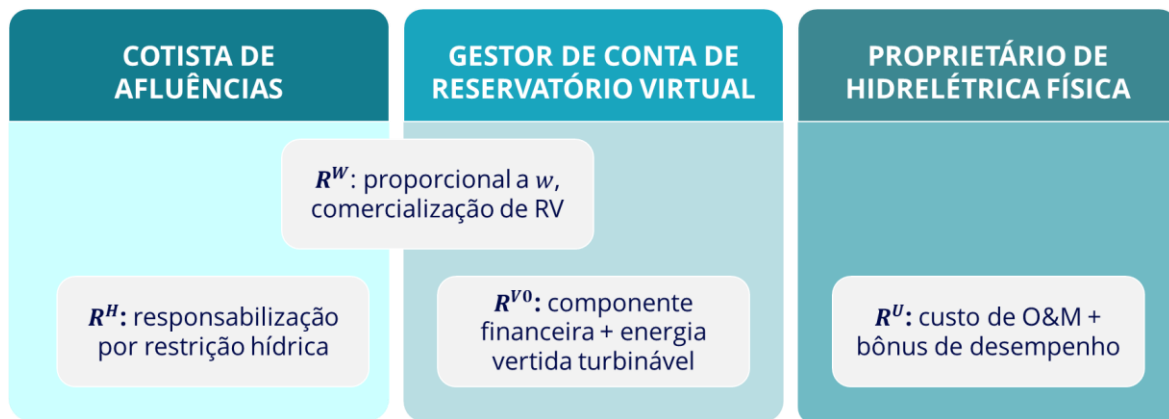 COTISTA DE
AFLUÊNCIAS
GESTOR DE CONTA DE
RESERVATÓRIO VIRTUAL
PROPRIETÁRIO DE
HIDRELÉTRICA FÍSICA
R^W: proporcional a w,
comercialização de RV
R^H: responsabilização
por restrição hídrica
R^V0: componente
financeira + energia
vertida turbinável
R^U: custo de O&M +
bônus de desempenho